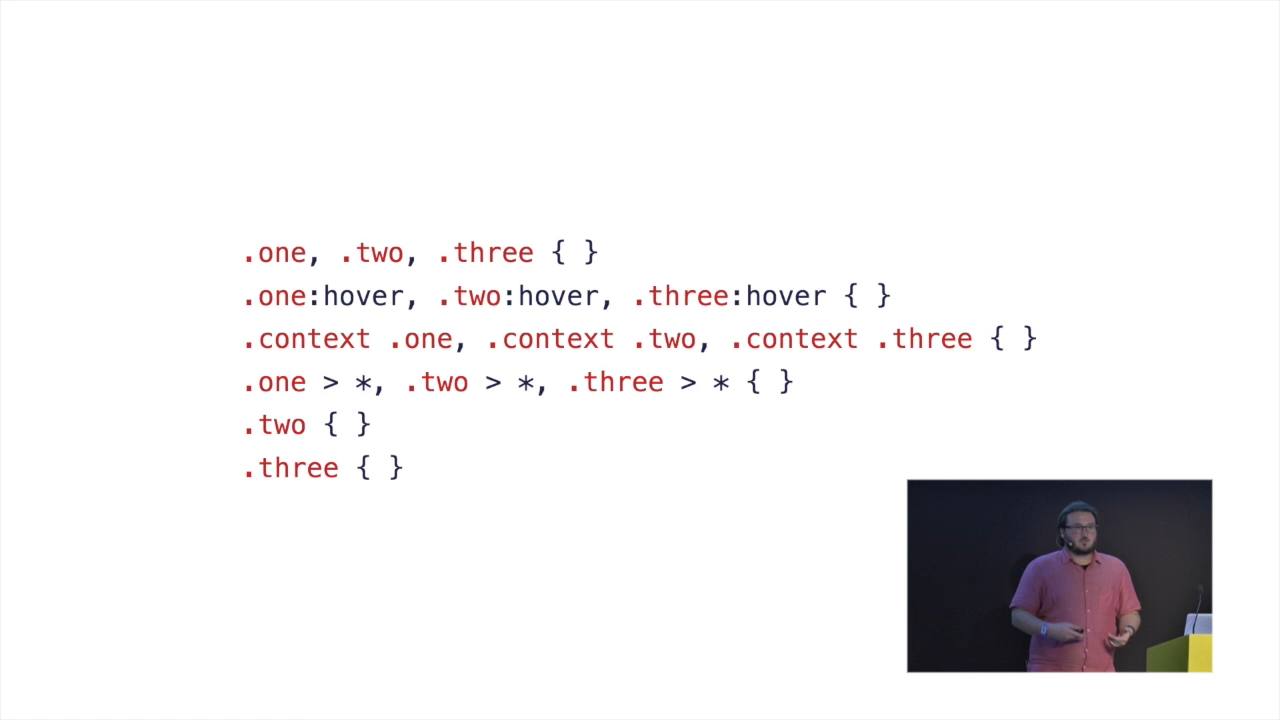 .one, .two, .three { }
.one:hover, .two:hover, .three:hover { }
.context .one, .context .two, .context .three { }
.one > *, .two > *, .three > * { }
.two { }
.three { }